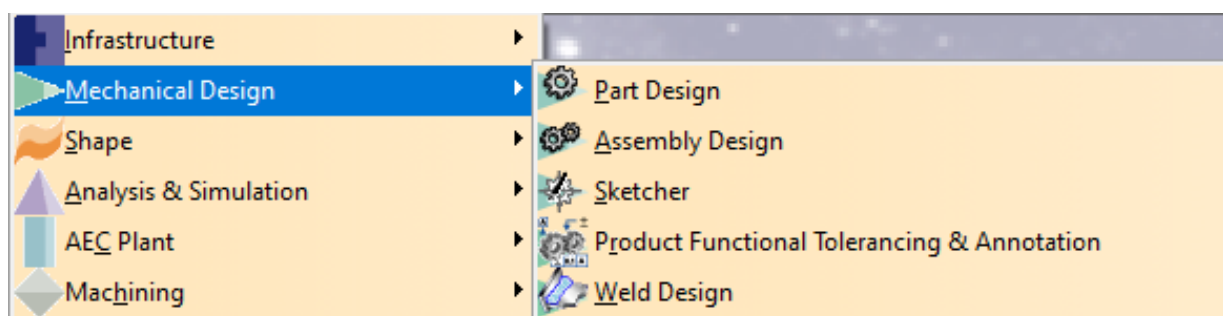 Infrastructure
Mechanical Design
Shape
Analysis & Simulation
AEC Plant
Machining
Part Design
Assembly Design
Sketcher
Product Functional Tolerancing & Annotation
Weld Design